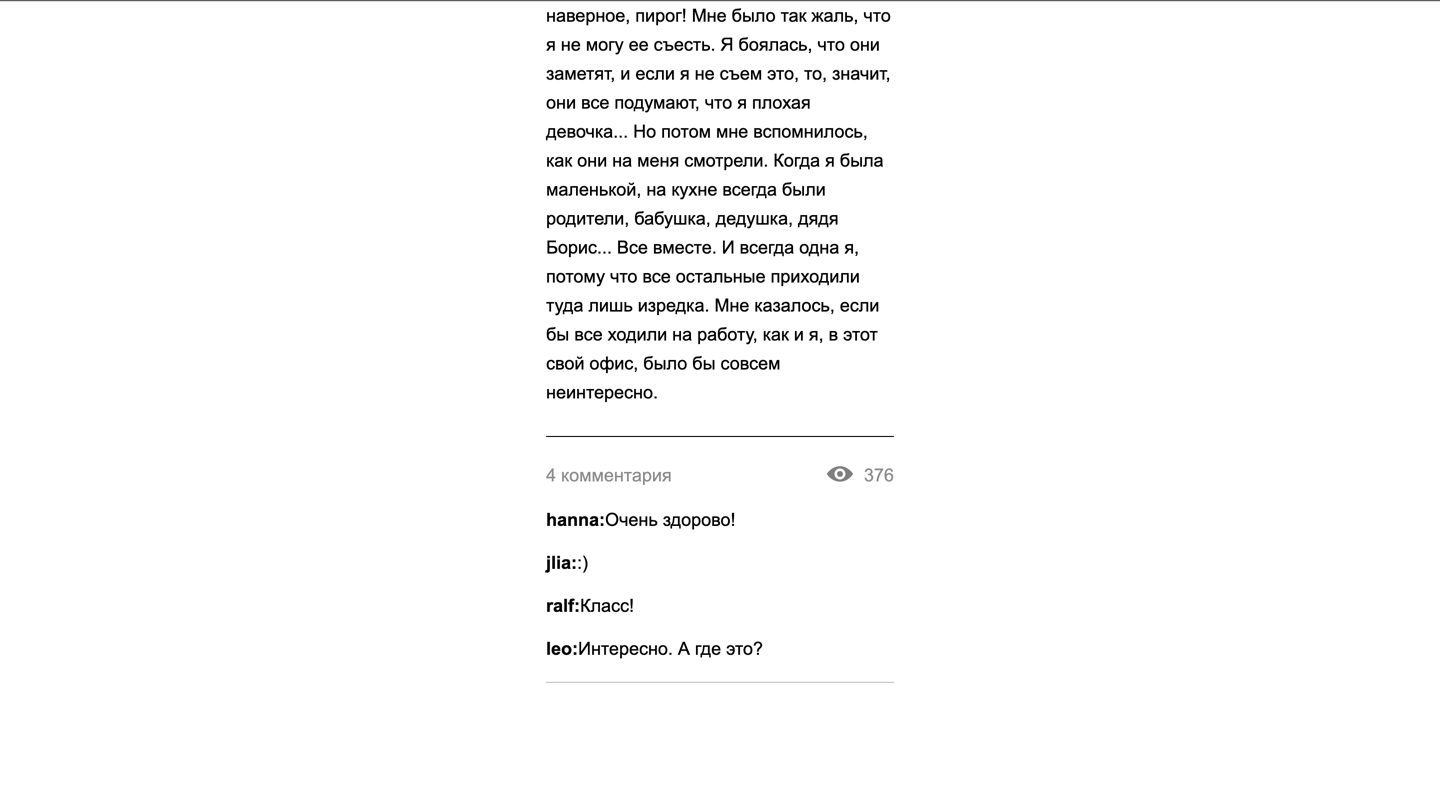 наверное, пирог! Мне было так жаль, что
я не могу ее съесть. Я боялась, что они
заметят, и если я не съем это, то, значит,
они все подумают, что я плохая
девочка... Но потом мне вспомнилось,
как они на меня смотрели. Когда я была
маленькой, на кухне всегда были
родители, бабушка, дедушка, дядя
Борис... Все вместе. И всегда одна я,
потому что все остальные приходили
туда лишь изредка. Мне казалось, если
бы все ходили на работу, как и я, в этот
свой офис, было бы совсем
неинтересно.
4 комментария 376
hanna:Очень здорово!
jlia::)
ralf:Класс!
leo:Интересно. А где это?